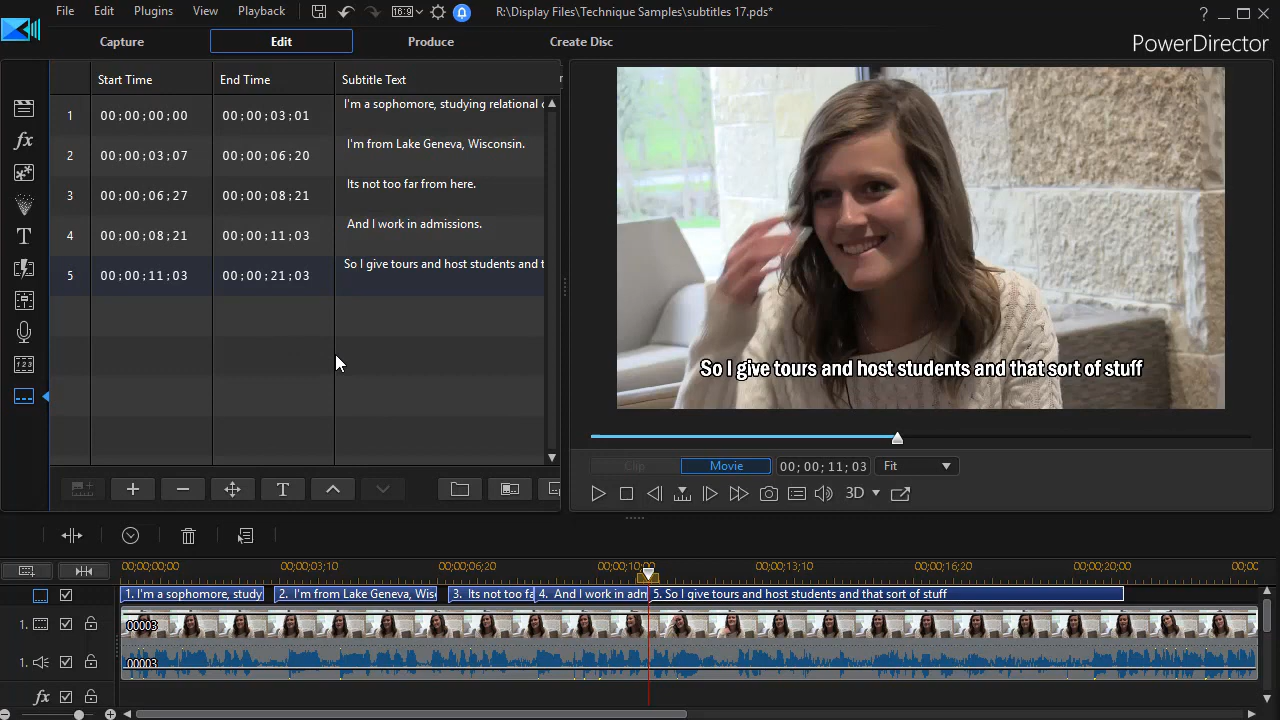 File Edit Plugins View Playback 16:9 R:\Display Files\Technique Samples\subtitles 17.pds* ?
Capture Edit Produce Create Disc PowerDirector
Start Time End Time Subtitle Text
1 00;00;00;00 00;00;03;01 I'm a sophomore, studying relational
2 00;00;03;07 00;00;06;20 I'm from Lake Geneva, Wisconsin.
3 00;00;06;27 00;00;08;21 Its not too far from here.
4 00;00;08;21 00;00;11;03 And I work in admissions.
5 00;00;11;03 00;00;21;03 So I give tours and host students and t
So I give tours and host students and that sort of stuff
Clip Movie 00; 00; 11; 03 Fit
3D
00;00;00;00 00;00;03;10 00;00;06;20 00;00;10;00 00;00;13;10 00;00;16;20 00;00;20;00 00;00
1. I'm a sophomore, study 2. I'm from Lake Geneva, Wis 3. Its not too fa 4. And I work in adm 5. So I give tours and host students and that sort of stuff
1. 00003
1. 00003
fx